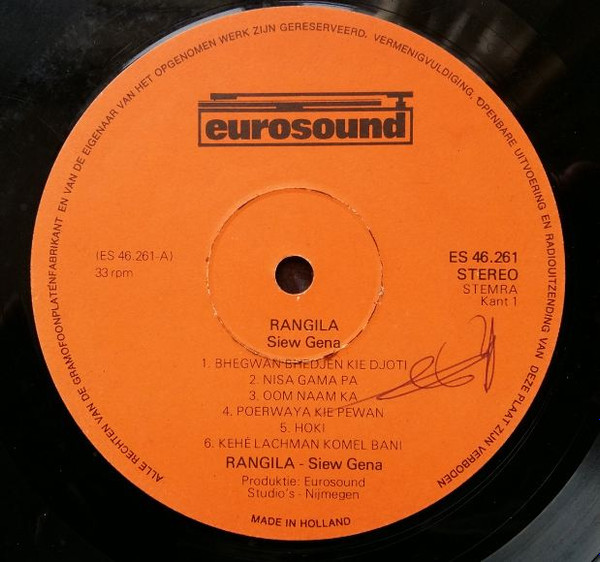 ALLE RECHTEN VAN DE GRAMOFOONPLATENFABRIKANT EN VAN DE EIGENAAR VAN HET OPGENOMEN WERK ZIJN GERESERVEERD. VERMENIGVULDIGING, OPENBARE UITVOERING EN RADIOUITZENDING VAN DEZE PLAAT ZIJN VERBODEN
eurosound
(ES 46.261-A)
33 rpm
ES 46.261
STEREO
STEMRA
Kant 1
RANGILA
Siew Gena
1. BHEGWAN BHEDJEN KIE DJOTI
2. NISA GAMA PA
3. OOM NAAM KA
4. POERWAYA KIE PEWAN
5. HOKI
6. KEHÉ LACHMAN KOMEL BANI
RANGILA - Siew Gena
Produktie: Eurosound
Studio's - Nijmegen
MADE IN HOLLAND